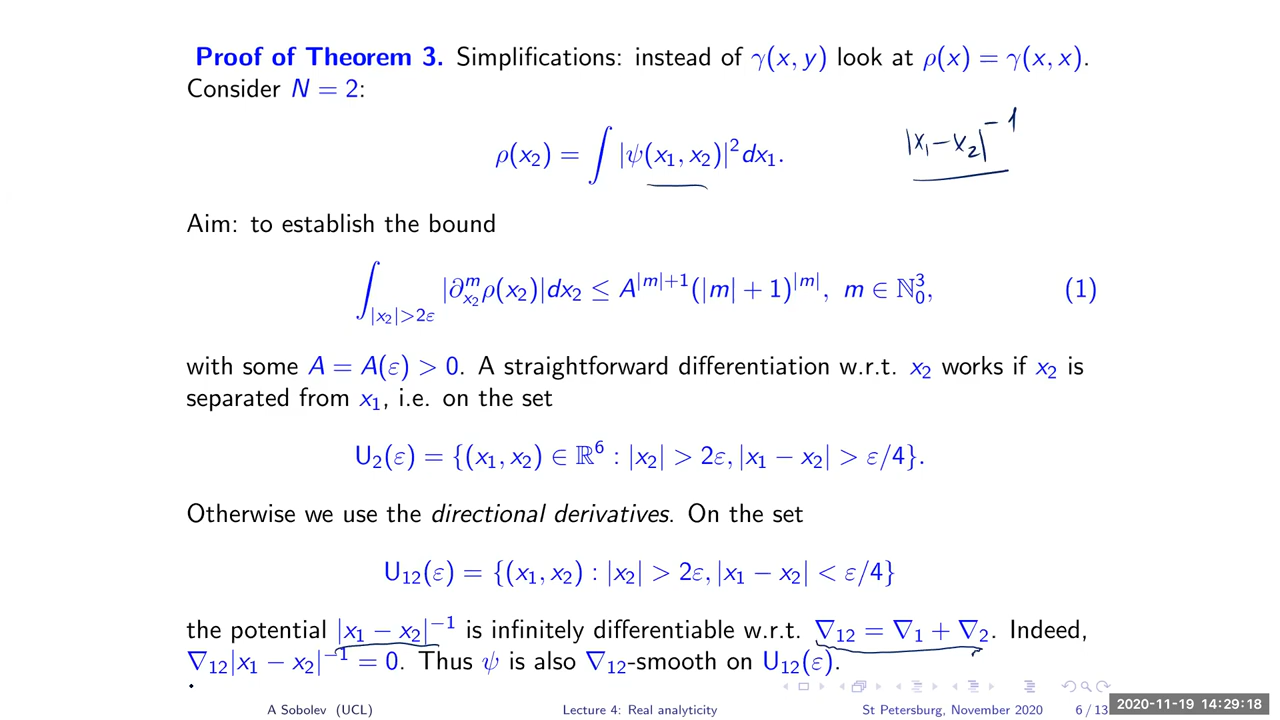 Proof of Theorem 3. Simplifications: instead of γ(x, y) look at ρ(x) = γ(x, x).
Consider N = 2:
ρ(x₂) = ∫ |ψ(x₁, x₂)|²dx₁.
|x₁ − x₂|⁻¹
Aim: to establish the bound
∫_{|x₂|>2ε} |∂ᵐₓ₂ρ(x₂)|dx₂ ≤ A^{|m|+1}(|m| + 1)^{|m|}, m ∈ ℕ₀³, (1)
with some A = A(ε) > 0. A straightforward differentiation w.r.t. x₂ works if x₂ is
separated from x₁, i.e. on the set
U₂(ε) = {(x₁, x₂) ∈ ℝ⁶ : |x₂| > 2ε, |x₁ − x₂| > ε/4}.
Otherwise we use the directional derivatives. On the set
U₁₂(ε) = {(x₁, x₂) : |x₂| > 2ε, |x₁ − x₂| < ε/4}
the potential |x₁ − x₂|⁻¹ is infinitely differentiable w.r.t. ∇₁₂ = ∇₁ + ∇₂. Indeed,
∇₁₂|x₁ − x₂|⁻¹ = 0. Thus ψ is also ∇₁₂-smooth on U₁₂(ε).
A Sobolev (UCL) Lecture 4: Real analyticity St Petersburg, November 2020 6 / 13
2020-11-19 14:29:18